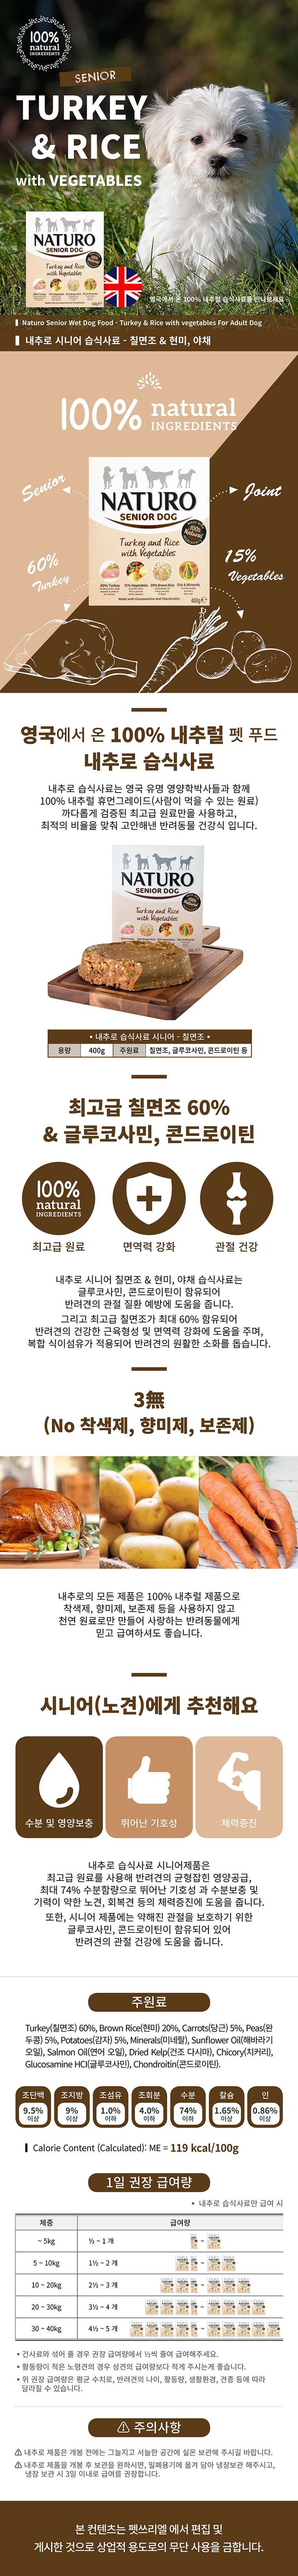 100%
natural
INGREDIENTS
SENIOR
TURKEY
& RICE
with VEGETABLES
NATURO
SENIOR DOG
Turkey and Rice
with Vegetables
400g
영국에서 온 100% 내추럴 습식사료를 만나보세요
Naturo Senior Wet Dog Food - Turkey & Rice with vegetables For Adult Dog
내추로 시니어 습식사료 - 칠면조 & 현미, 야채
100% natural
INGREDIENTS
Senior
Joint
60%
Turkey
15%
Vegetables
NATURO
SENIOR DOG
Turkey and Rice
with Vegetables
60% Turkey
15% Vegetables
20% Brown Rice
Made with Glucosamine and Chondroitin
400g
영국에서 온 100% 내추럴 펫 푸드
내추로 습식사료
내추로 습식사료는 영국 유명 영양학박사들과 함께
100% 내추럴 휴먼그레이드(사람이 먹을 수 있는 원료)
까다롭게 검증된 최고급 원료만을 사용하고,
최적의 비율을 맞춰 고안해낸 반려동물 건강식 입니다.
NATURO
SENIOR DOG
Turkey and Rice
with Vegetables
• 내추로 습식사료 시니어 - 칠면조 •
용량 400g 주원료 칠면조, 글루코사민, 콘드로이틴 등
최고급 칠면조 60%
& 글루코사민, 콘드로이틴
100%
natural
INGREDIENTS
최고급 원료 면역력 강화 관절 건강
내추로 시니어 칠면조 & 현미, 야채 습식사료는
글루코사민, 콘드로이틴이 함유되어
반려견의 관절 질환 예방에 도움을 줍니다.
그리고 최고급 칠면조가 최대 60% 함유되어
반려견의 건강한 근육형성 및 면역력 강화에 도움을 주며,
복합 식이섬유가 적용되어 반려견의 원활한 소화를 돕습니다.
3無
(No 착색제, 향미제, 보존제)
내추로의 모든 제품은 100% 내추럴 제품으로
착색제, 향미제, 보존제 등을 사용하지 않고
천연 원료로만 만들어 사랑하는 반려동물에게
믿고 급여하셔도 좋습니다.
시니어(노견)에게 추천해요
수분 및 영양보충 뛰어난 기호성 체력증진
내추로 습식사료 시니어제품은
최고급 원료를 사용해 반려견의 균형잡힌 영양공급,
최대 74% 수분함량으로 뛰어난 기호성 과 수분보충 및
기력이 약한 노견, 회복견 등의 체력증진에 도움을 줍니다.
또한, 시니어 제품에는 약해진 관절을 보호하기 위한
글루코사민, 콘드로이틴이 함유되어 있어
반려견의 관절 건강에 도움을 줍니다.
주원료
Turkey(칠면조) 60%, Brown Rice(현미) 20%, Carrots(당근) 5%, Peas(완
두콩) 5%, Potatoes(감자) 5%, Minerals(미네랄), Sunflower Oil(해바라기
오일), Salmon Oil(연어 오일), Dried Kelp(건조 다시마), Chicory(치커리),
Glucosamine HCl(글루코사민), Chondroitin(콘드로이틴).
조단백 조지방 조섬유 조회분 수분 칼슘 인
9.5% 9% 1.0% 4.0% 74% 1.65% 0.86%
이상 이상 이하 이하 이하 이상 이상
Calorie Content (Calculated): ME = 119 kcal/100g
1일 권장 급여량
• 내추로 습식사료만 급여 시
체중 급여량
~ 5kg ½ ~ 1 개
5 ~ 10kg 1½ ~ 2 개
10 ~ 20kg 2½ ~ 3 개
20 ~ 30kg 3½ ~ 4 개
30 ~ 40kg 4½ ~ 5 개
• 건사료와 섞어 줄 경우 권장 급여량에서 ½씩 줄여 급여해주세요.
• 활동량이 적은 노령견의 경우 성견의 급여량보다 적게 주시는게 좋습니다.
• 위 권장 급여량은 평균 수치로, 반려견의 나이, 활동량, 생활환경, 견종 등에 따라
달라질 수 있습니다.
주의사항
내추로 제품은 개봉 전에는 그늘지고 서늘한 공간에 실온 보관해 주시길 바랍니다.
내추로 제품을 개봉 후 보관을 원하시면, 밀폐용기에 옮겨 담아 냉장보관 해주시고,
냉장 보관 시 3일 이내로 급여를 권장합니다.
본 컨텐츠는 펫쓰리엘 에서 편집 및
게시한 것으로 상업적 용도로의 무단 사용을 금합니다.